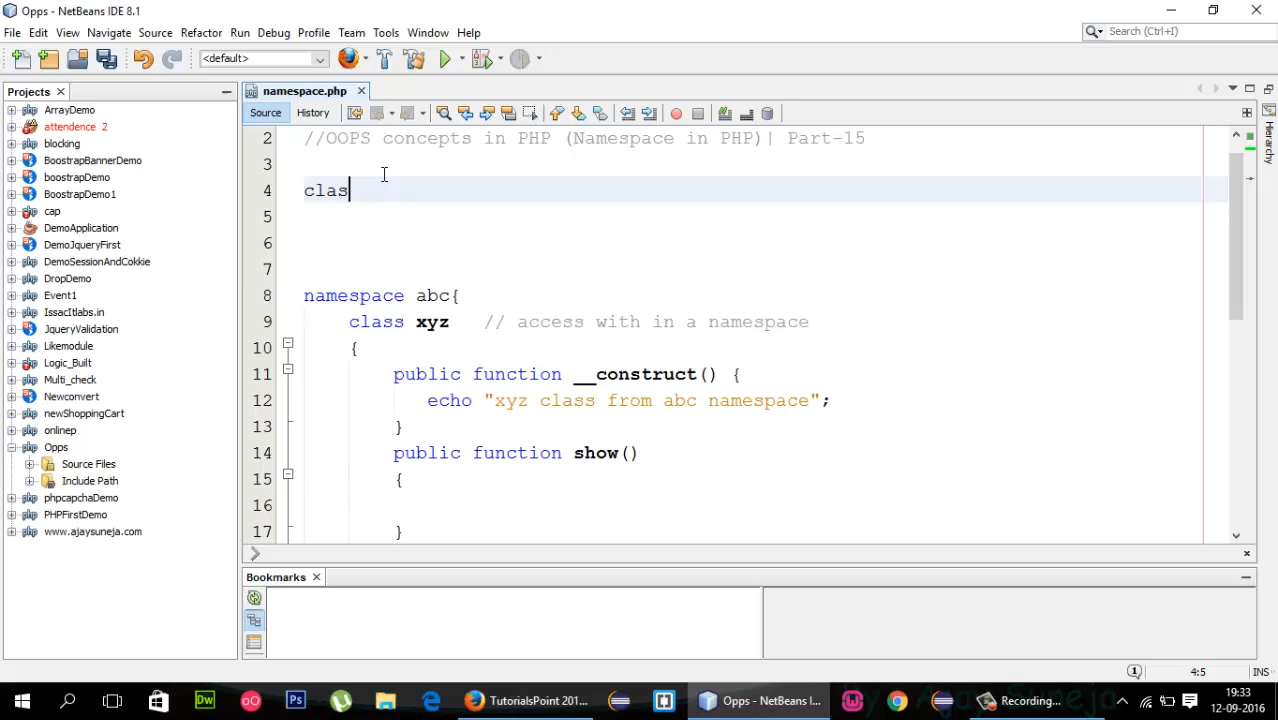 Opps - NetBeans IDE 8.1
File Edit View Navigate Source Refactor Run Debug Profile Team Tools Window Help
Search (Ctrl+I)
<default>
Projects
namespace.php
Source History
ArrayDemo
attendence 2
blocking
BoostrapBannerDemo
boostrapDemo
BoostrapDemo1
cap
DemoApplication
DemoJqueryFirst
DemoSessionAndCokkie
DropDemo
Event1
IssacItlabs.in
JqueryValidation
Likemodule
Logic_Built
Multi_check
Newconvert
newShoppingCart
onlinep
Opps
Source Files
Include Path
phpcapchaDemo
PHPFirstDemo
www.ajaysuneja.com
2 //OOPS concepts in PHP (Namespace in PHP)| Part-15
3
4 clas
5
6
7
8 namespace abc{
9 class xyz // access with in a namespace
10 {
11 public function __construct() {
12 echo "xyz class from abc namespace";
13 }
14 public function show()
15 {
16
17 }
Hierarchy
Bookmarks
1 4:5 INS
TutorialsPoint 201...
Opps - NetBeans I...
Recording...
19:33
12-09-2016